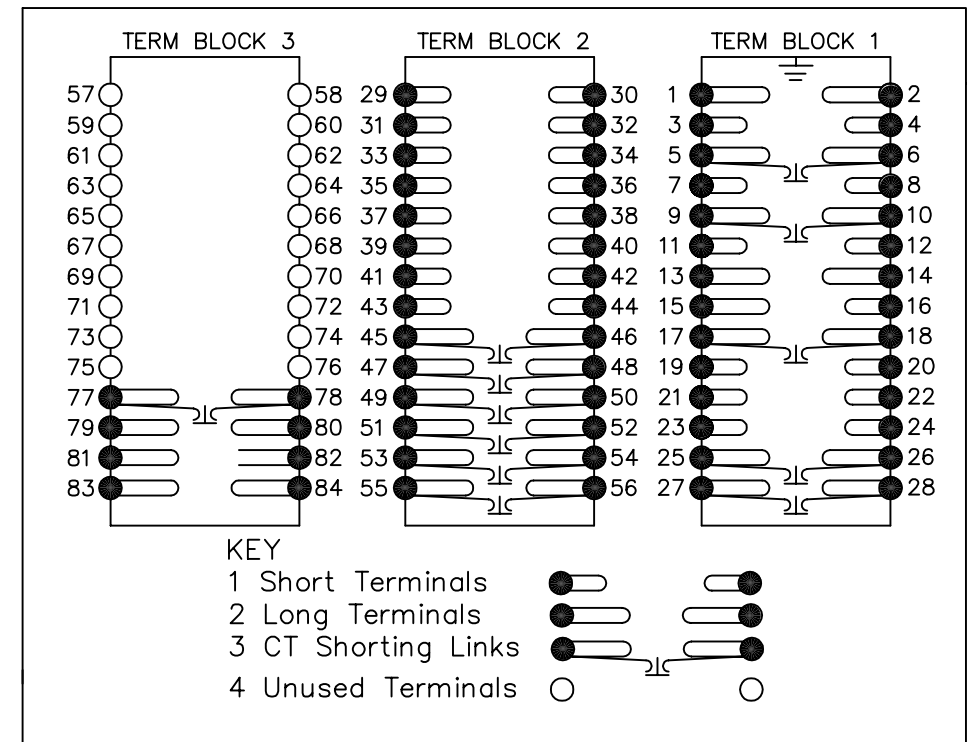 TERM BLOCK 3 TERM BLOCK 2 TERM BLOCK 1
57 58 29 30 1 2
59 60 31 32 3 4
61 62 33 34 5 6
63 64 35 36 7 8
65 66 37 38 9 10
67 68 39 40 11 12
69 70 41 42 13 14
71 72 43 44 15 16
73 74 45 46 17 18
75 76 47 48 19 20
77 78 49 50 21 22
79 80 51 52 23 24
81 82 53 54 25 26
83 84 55 56 27 28
KEY
1 Short Terminals
2 Long Terminals
3 CT Shorting Links
4 Unused Terminals